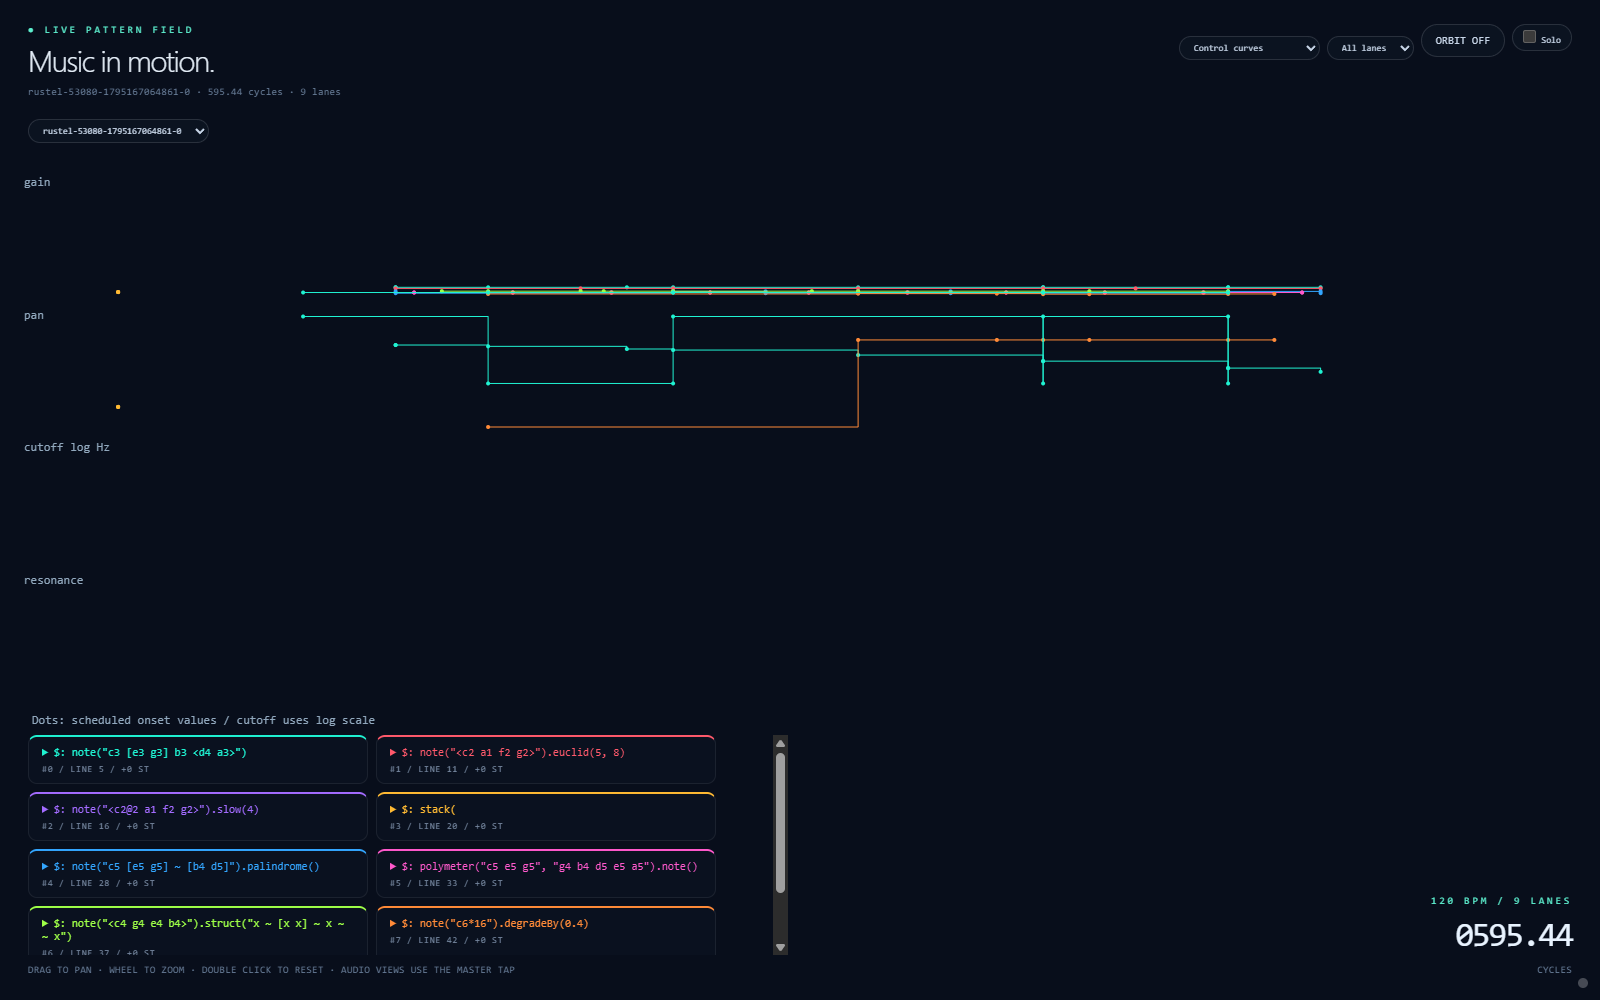 LIVE PATTERN FIELD
Music in motion.
rustel-53080-1795167064861-0 · 595.44 cycles · 9 lanes
rustel-53080-1795167064861-0
Control curves
All lanes
ORBIT OFF
Solo
gain
pan
cutoff log Hz
resonance
Dots: scheduled onset values / cutoff uses log scale
▶ $: note("c3 [e3 g3] b3 <d4 a3>")
#0 / LINE 5 / +0 ST
▶ $: note("<c2 a1 f2 g2>").euclid(5, 8)
#1 / LINE 11 / +0 ST
▶ $: note("<c2@2 a1 f2 g2>").slow(4)
#2 / LINE 16 / +0 ST
▶ $: stack(
#3 / LINE 20 / +0 ST
▶ $: note("c5 [e5 g5] ~ [b4 d5]").palindrome()
#4 / LINE 28 / +0 ST
▶ $: polymeter("c5 e5 g5", "g4 b4 d5 e5 a5").note()
#5 / LINE 33 / +0 ST
▶ $: note("<c4 g4 e4 b4>").struct("x ~ [x x] ~ x ~
~ x")
#6 / LINE 37 / +0 ST
▶ $: note("c6*16").degradeBy(0.4)
#7 / LINE 42 / +0 ST
120 BPM / 9 LANES
0595.44
CYCLES
DRAG TO PAN · WHEEL TO ZOOM · DOUBLE CLICK TO RESET · AUDIO VIEWS USE THE MASTER TAP